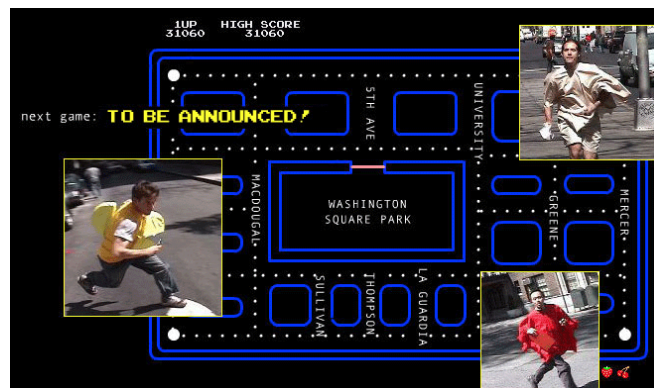 1UP HIGH SCORE
31060 31060
next game: TO BE ANNOUNCED!
5TH AVE
UNIVERSITY
MACDOUGAL
WASHINGTON
SQUARE PARK
GREENE
MERCER
SULLIVAN
THOMPSON
LA GUARDIA